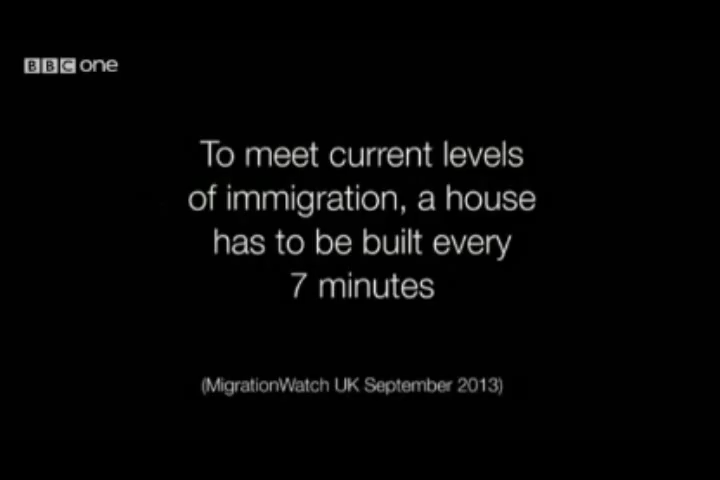 BBC one
To meet current levels
of immigration, a house
has to be built every
7 minutes
(MigrationWatch UK September 2013)